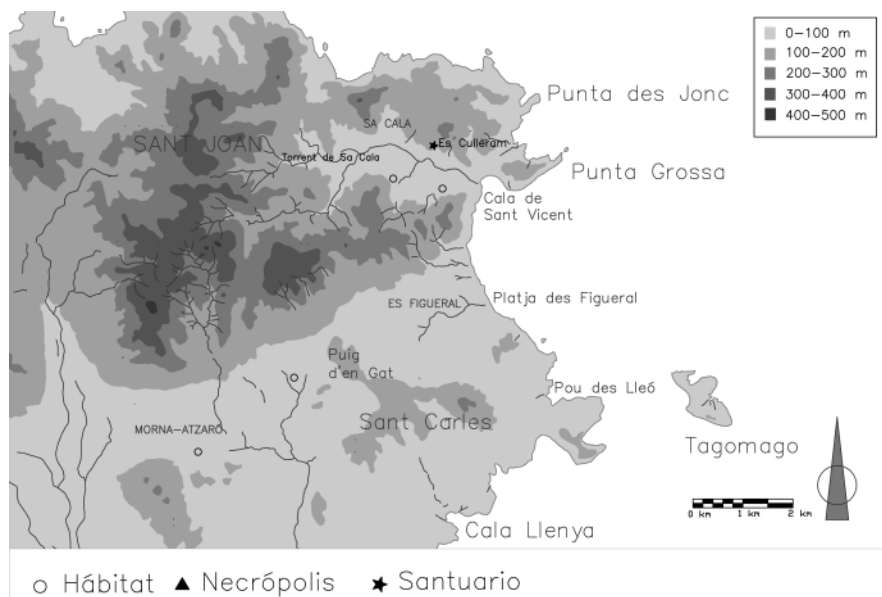 0-100 m
100-200 m
200-300 m
300-400 m
400-500 m
Punta des Jonc
SA CALA
SANT JOAN
Es Culleram
Torrent de Sa Cala
Punta Grossa
Cala de
Sant Vicent
ES FIGUERAL
Platja des Figueral
Puig
d'en Gat
Pou des Lleó
Sant Carles
MORNA-ATZARÓ
Tagomago
0 km 1 km 2 km
Cala Llenya
Hábitat
Necrópolis
Santuario